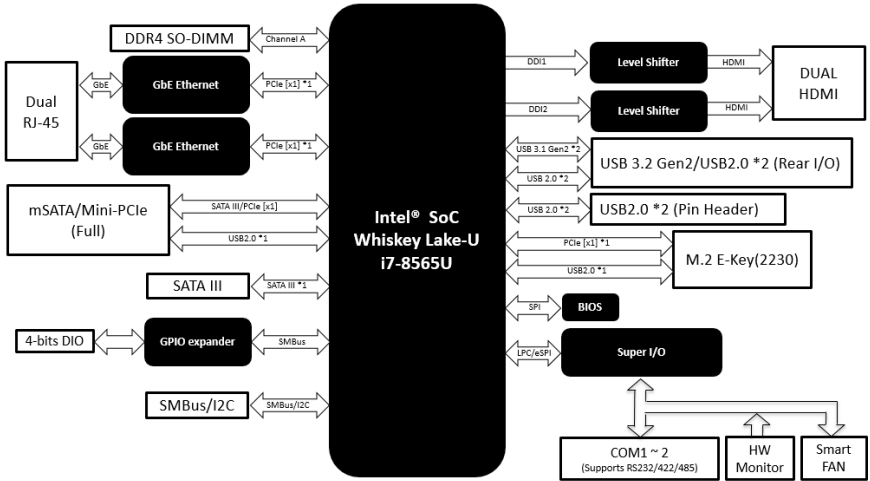 DDR4 SO-DIMM
Channel A
Dual
RJ-45
GbE
GbE Ethernet
PCIe [x1] *1
GbE
GbE Ethernet
PCIe [x1] *1
mSATA/Mini-PCIe
(Full)
SATA III/PCIe [x1]
USB2.0 *1
SATA III
SATA III *1
4-bits DIO
GPIO expander
SMBus
SMBus/I2C
SMBus/I2C
Intel® SoC
Whiskey Lake-U
i7-8565U
DDI1
Level Shifter
HDMI
DDI2
Level Shifter
HDMI
DUAL
HDMI
USB 3.1 Gen2 *2
USB 2.0 *2
USB 3.2 Gen2/USB2.0 *2 (Rear I/O)
USB 2.0 *2
USB2.0 *2 (Pin Header)
PCIe [x1] *1
USB2.0 *1
M.2 E-Key(2230)
SPI
BIOS
LPC/eSPI
Super I/O
COM1 ~ 2
(Supports RS232/422/485)
HW
Monitor
Smart
FAN